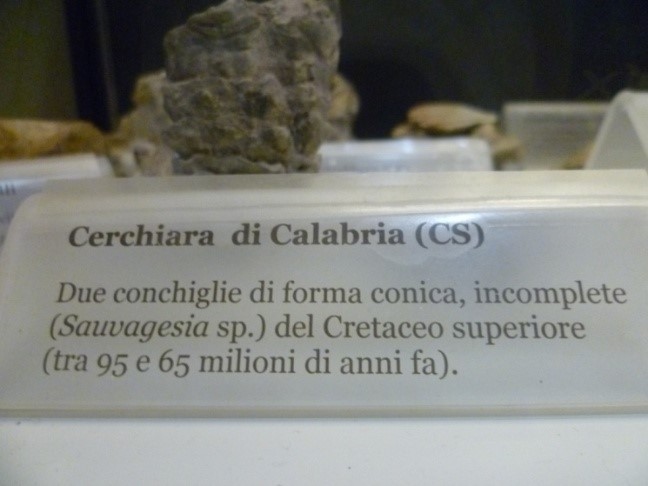 Cerchiara di Calabria (CS)
Due conchiglie di forma conica, incomplete
(Sauvagesia sp.) del Cretaceo superiore
(tra 95 e 65 milioni di anni fa).